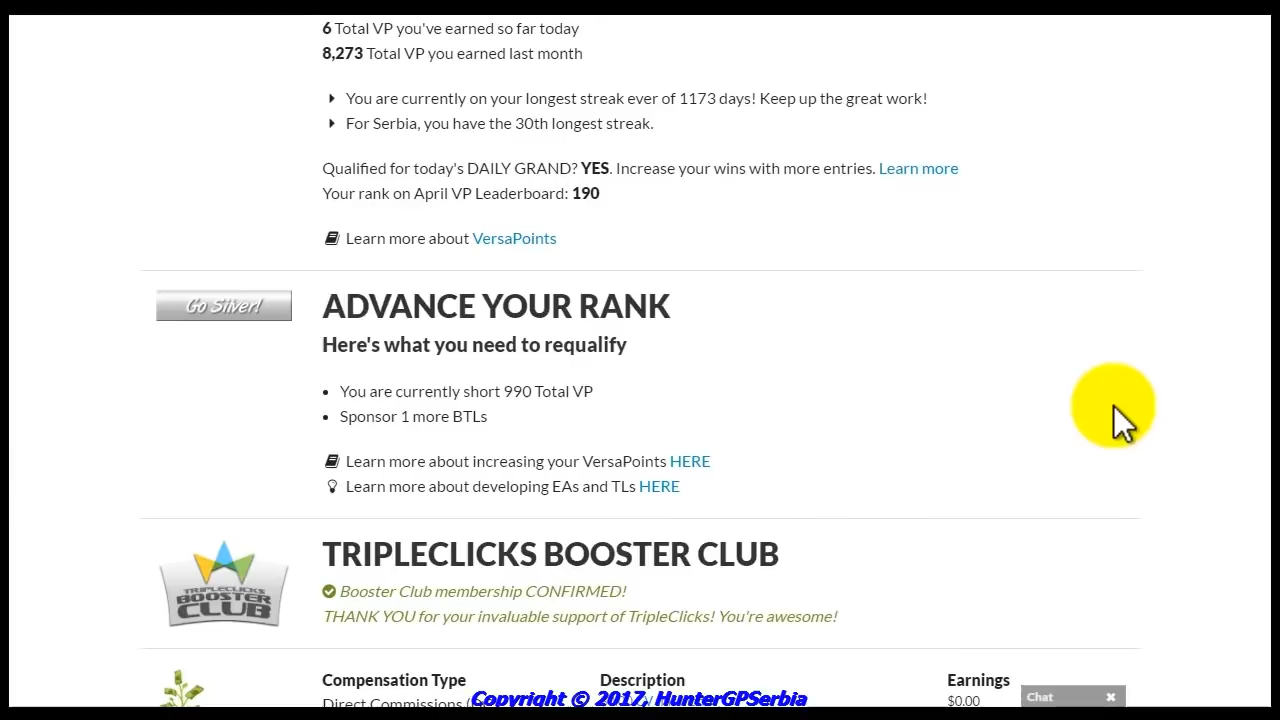 6 Total VP you've earned so far today
8,273 Total VP you earned last month
You are currently on your longest streak ever of 1173 days! Keep up the great work!
For Serbia, you have the 30th longest streak.
Qualified for today's DAILY GRAND? YES. Increase your wins with more entries. Learn more
Your rank on April VP Leaderboard: 190
Learn more about VersaPoints
Go Silver!
ADVANCE YOUR RANK
Here's what you need to requalify
• You are currently short 990 Total VP
• Sponsor 1 more BTLs
Learn more about increasing your VersaPoints HERE
Learn more about developing EAs and TLs HERE
TRIPLECLICKS
BOOSTER
CLUB
TRIPLECLICKS BOOSTER CLUB
Booster Club membership CONFIRMED!
THANK YOU for your invaluable support of TripleClicks! You're awesome!
Compensation Type Description Earnings
Direct Commissions $0.00
Copyright © 2017, HunterGPSerbia
Chat